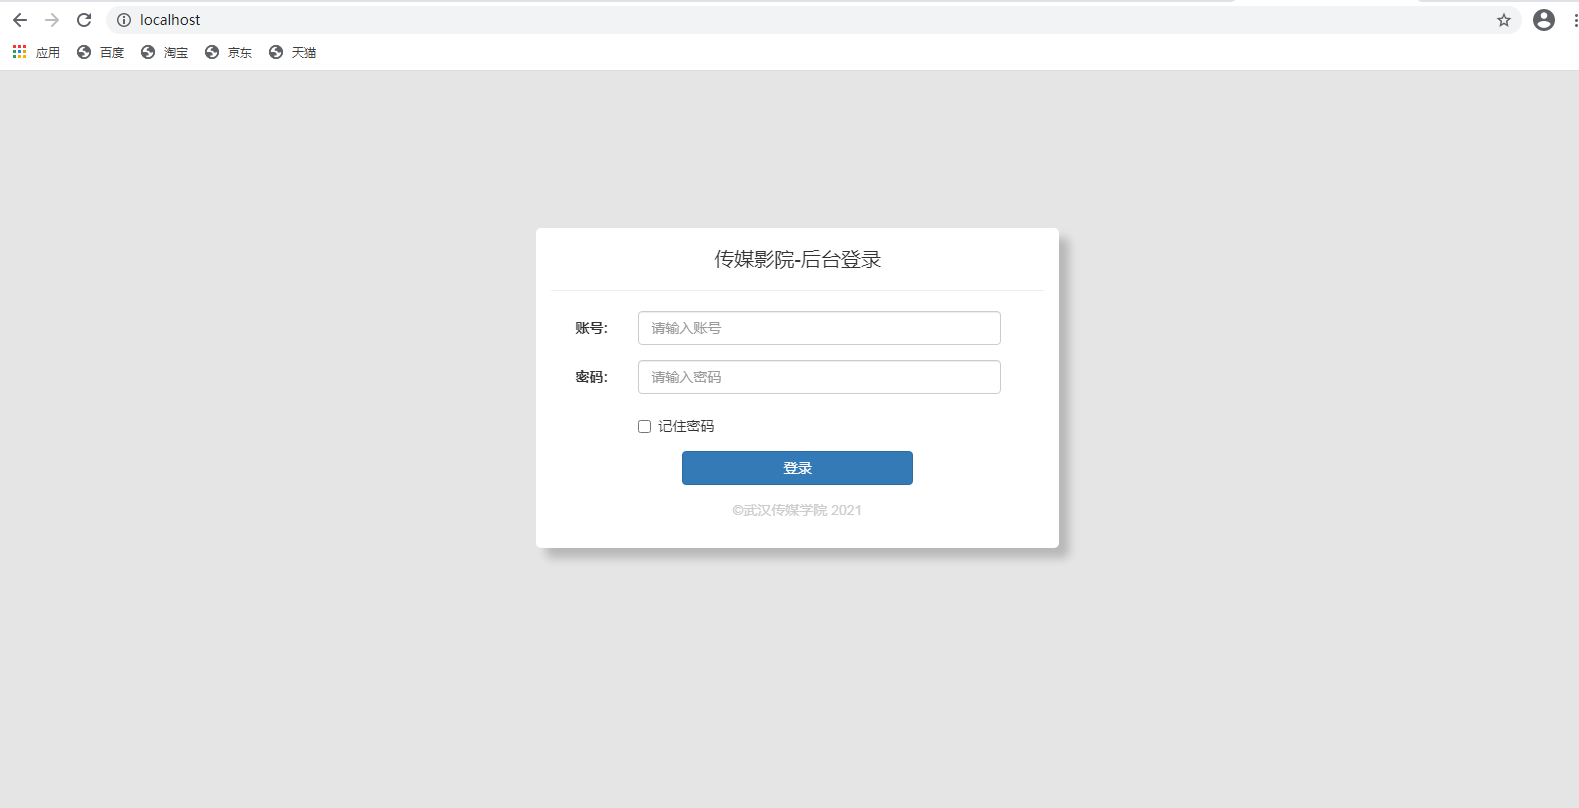 localhost
应用 百度 淘宝 京东 天猫
传媒影院-后台登录
账号: 请输入账号
密码: 请输入密码
记住密码
登录
©武汉传媒学院 2021